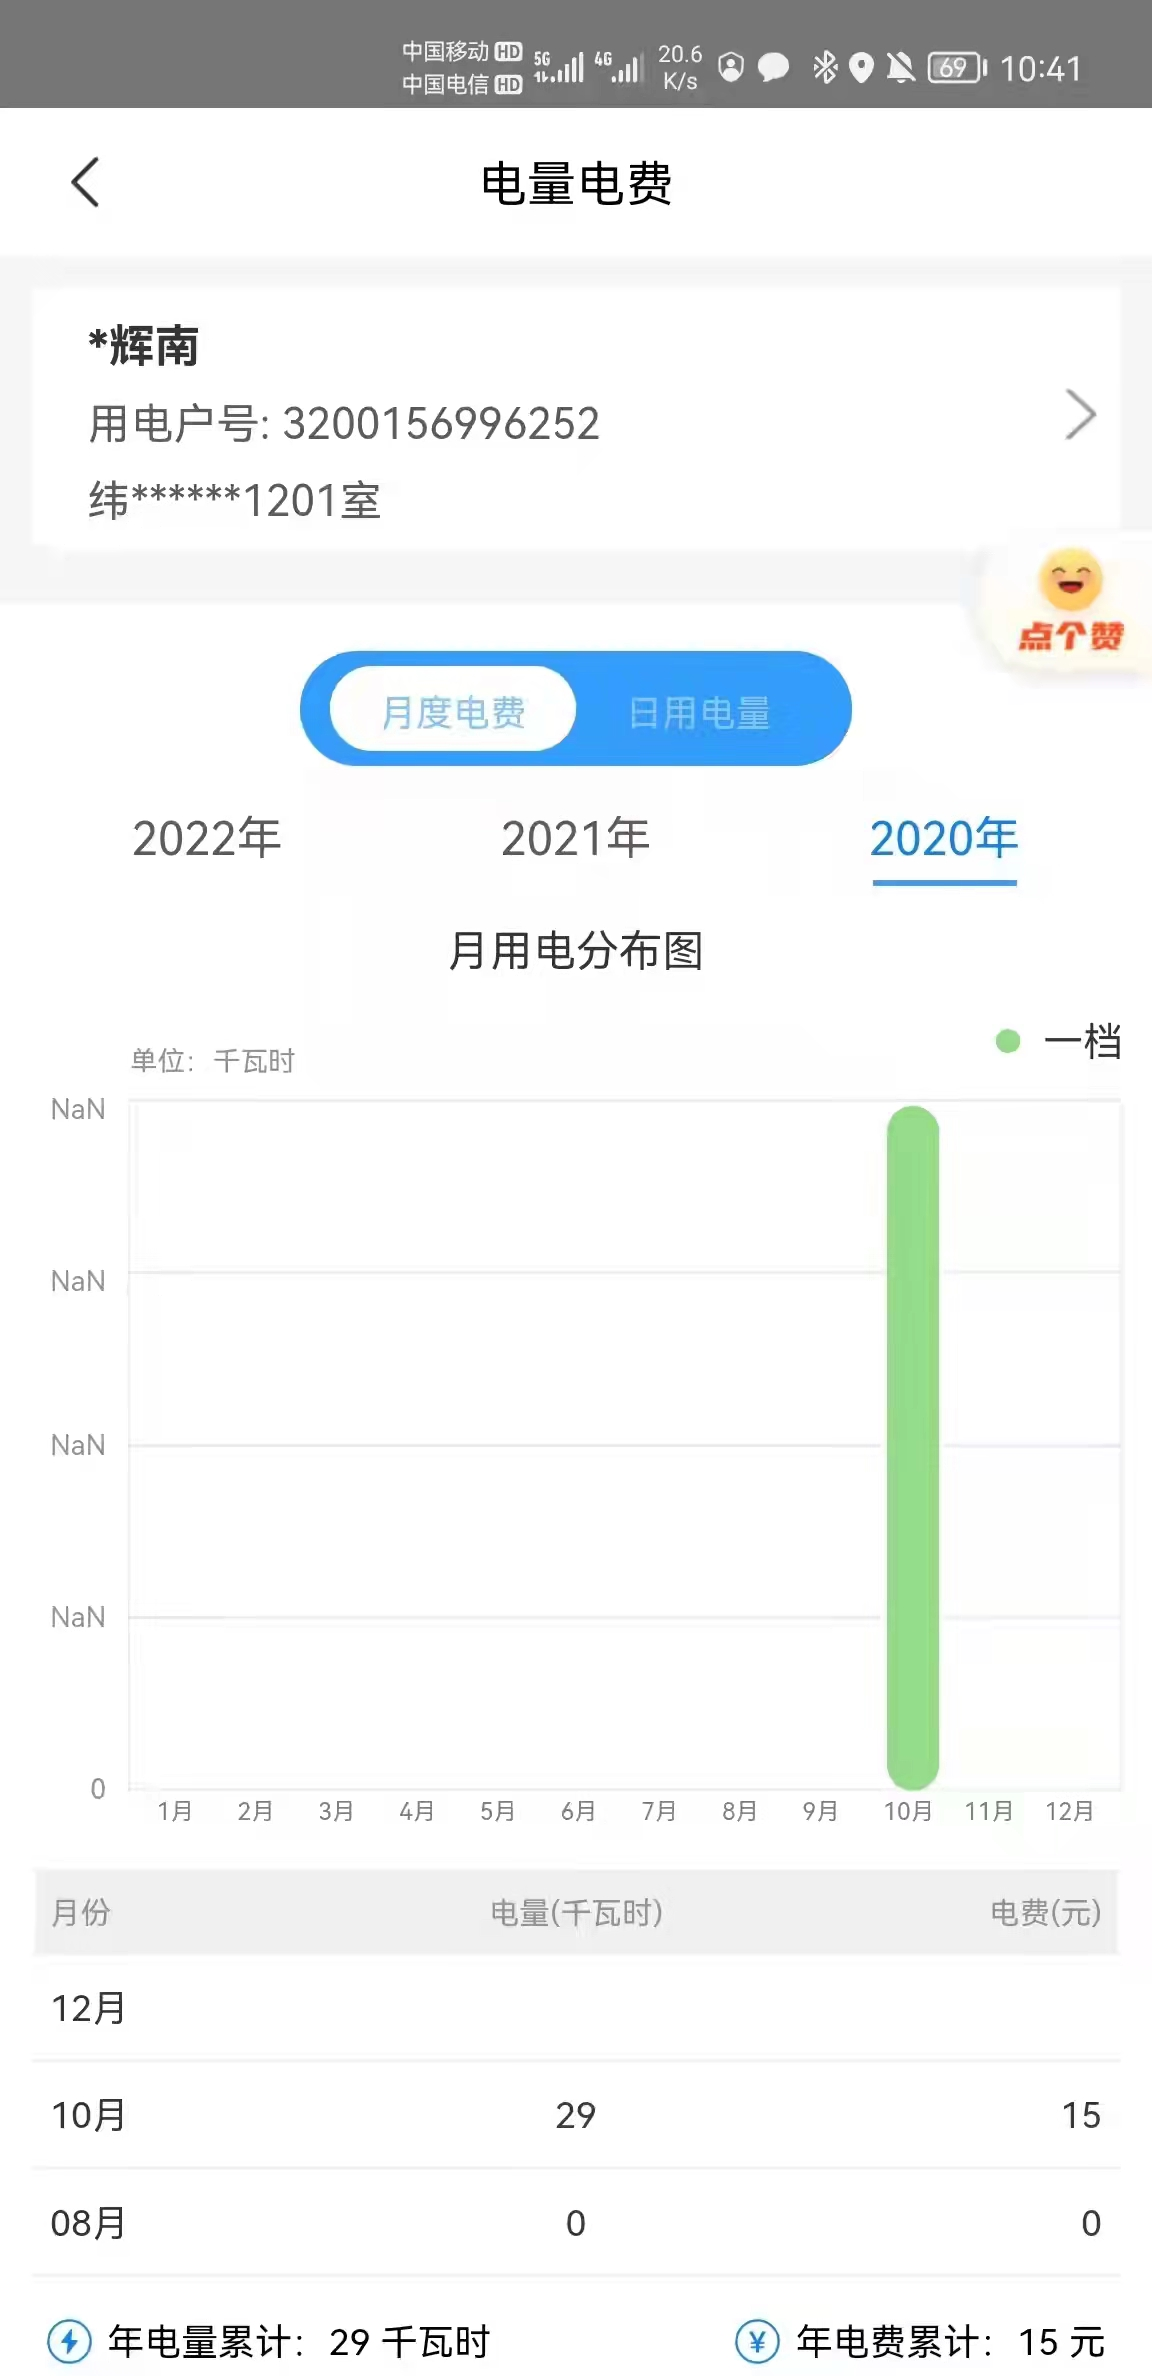 中国移动 HD 5G 4G 20.6 K/s 69 10:41
中国电信 HD
电量电费
*辉南
用电户号: 3200156996252
纬******1201室
点个赞
月度电费 日用电量
2022年 2021年 2020年
月用电分布图
单位：千瓦时
一档
NaN
NaN
NaN
NaN
0
1月 2月 3月 4月 5月 6月 7月 8月 9月 10月 11月 12月
月份 电量(千瓦时) 电费(元)
12月
10月 29 15
08月 0 0
年电量累计：29 千瓦时 ¥ 年电费累计：15 元